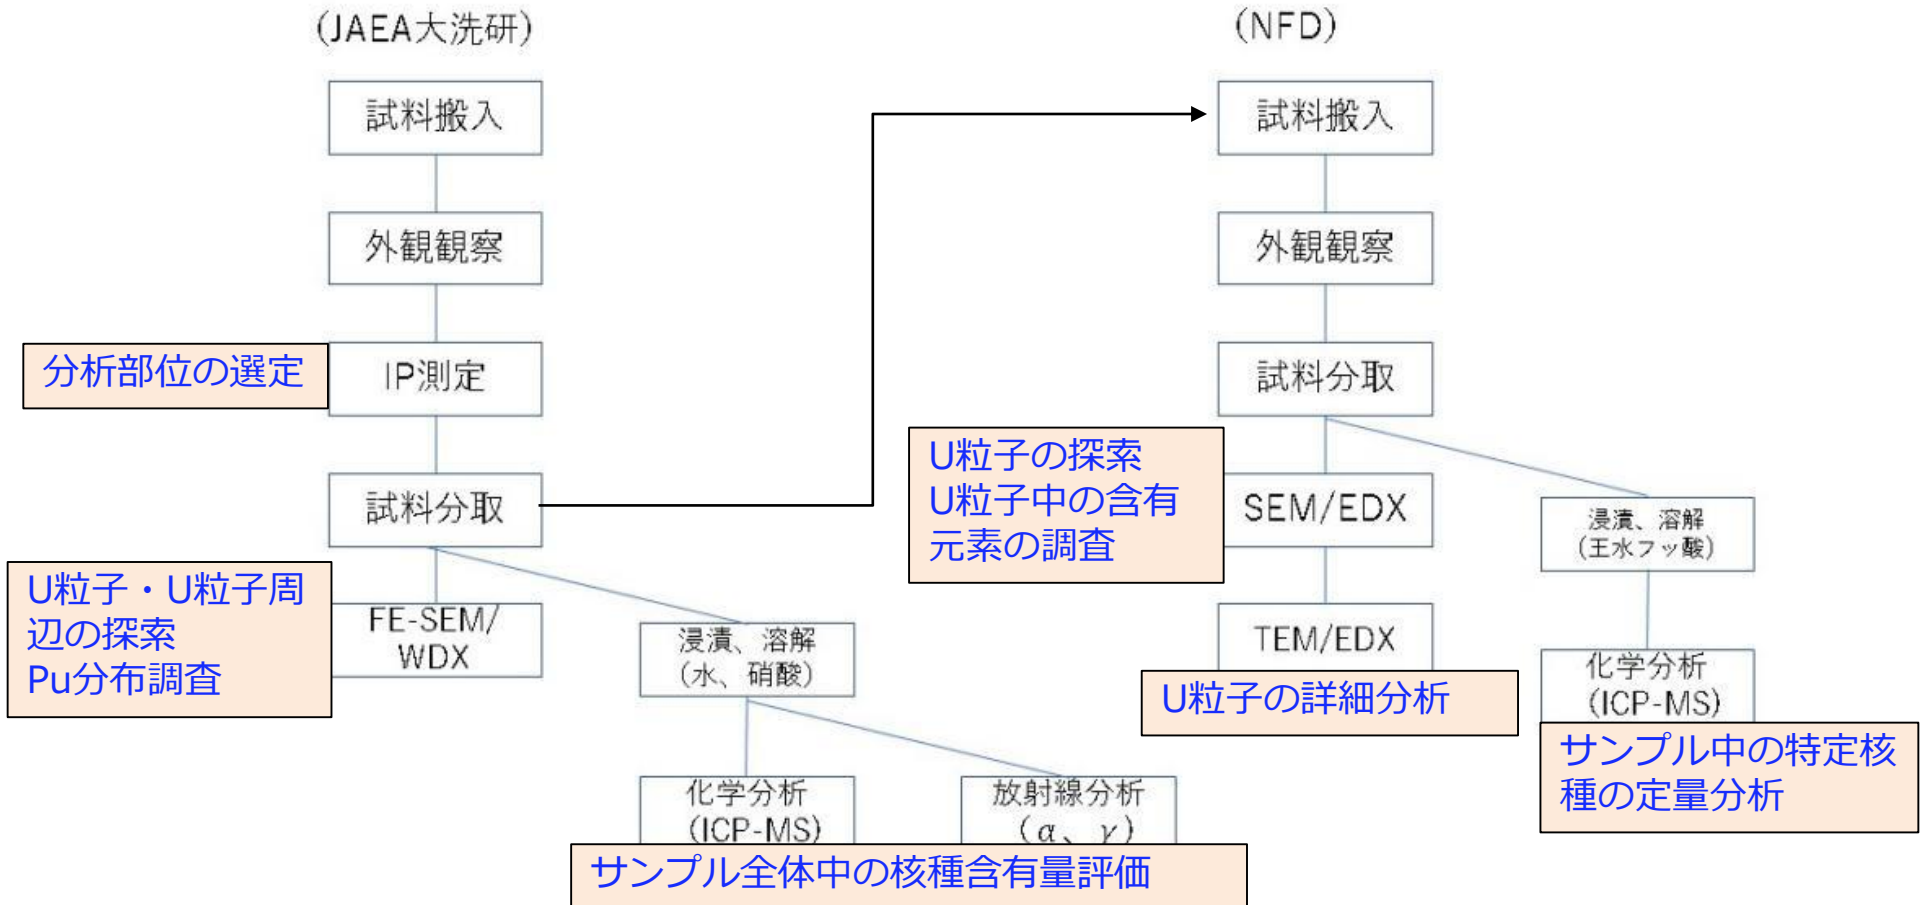 (JAEA大洗研)
試料搬入
外観観察
分析部位の選定
IP測定
試料分取
U粒子・U粒子周
辺の探索
Pu分布調査
FE-SEM/
WDX
浸漬、溶解
(水、硝酸)
化学分析
(ICP-MS)
放射線分析
(α、γ)
サンプル全体中の核種含有量評価
(NFD)
試料搬入
外観観察
試料分取
U粒子の探索
U粒子中の含有
元素の調査
SEM/EDX
TEM/EDX
U粒子の詳細分析
浸漬、溶解
(王水フッ酸)
化学分析
(ICP-MS)
サンプル中の特定核
種の定量分析